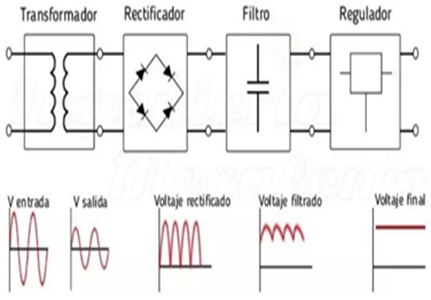 Transformador Rectificador Filtro Regulador
V entrada V salida Voltaje rectificado Voltaje filtrado Voltaje final